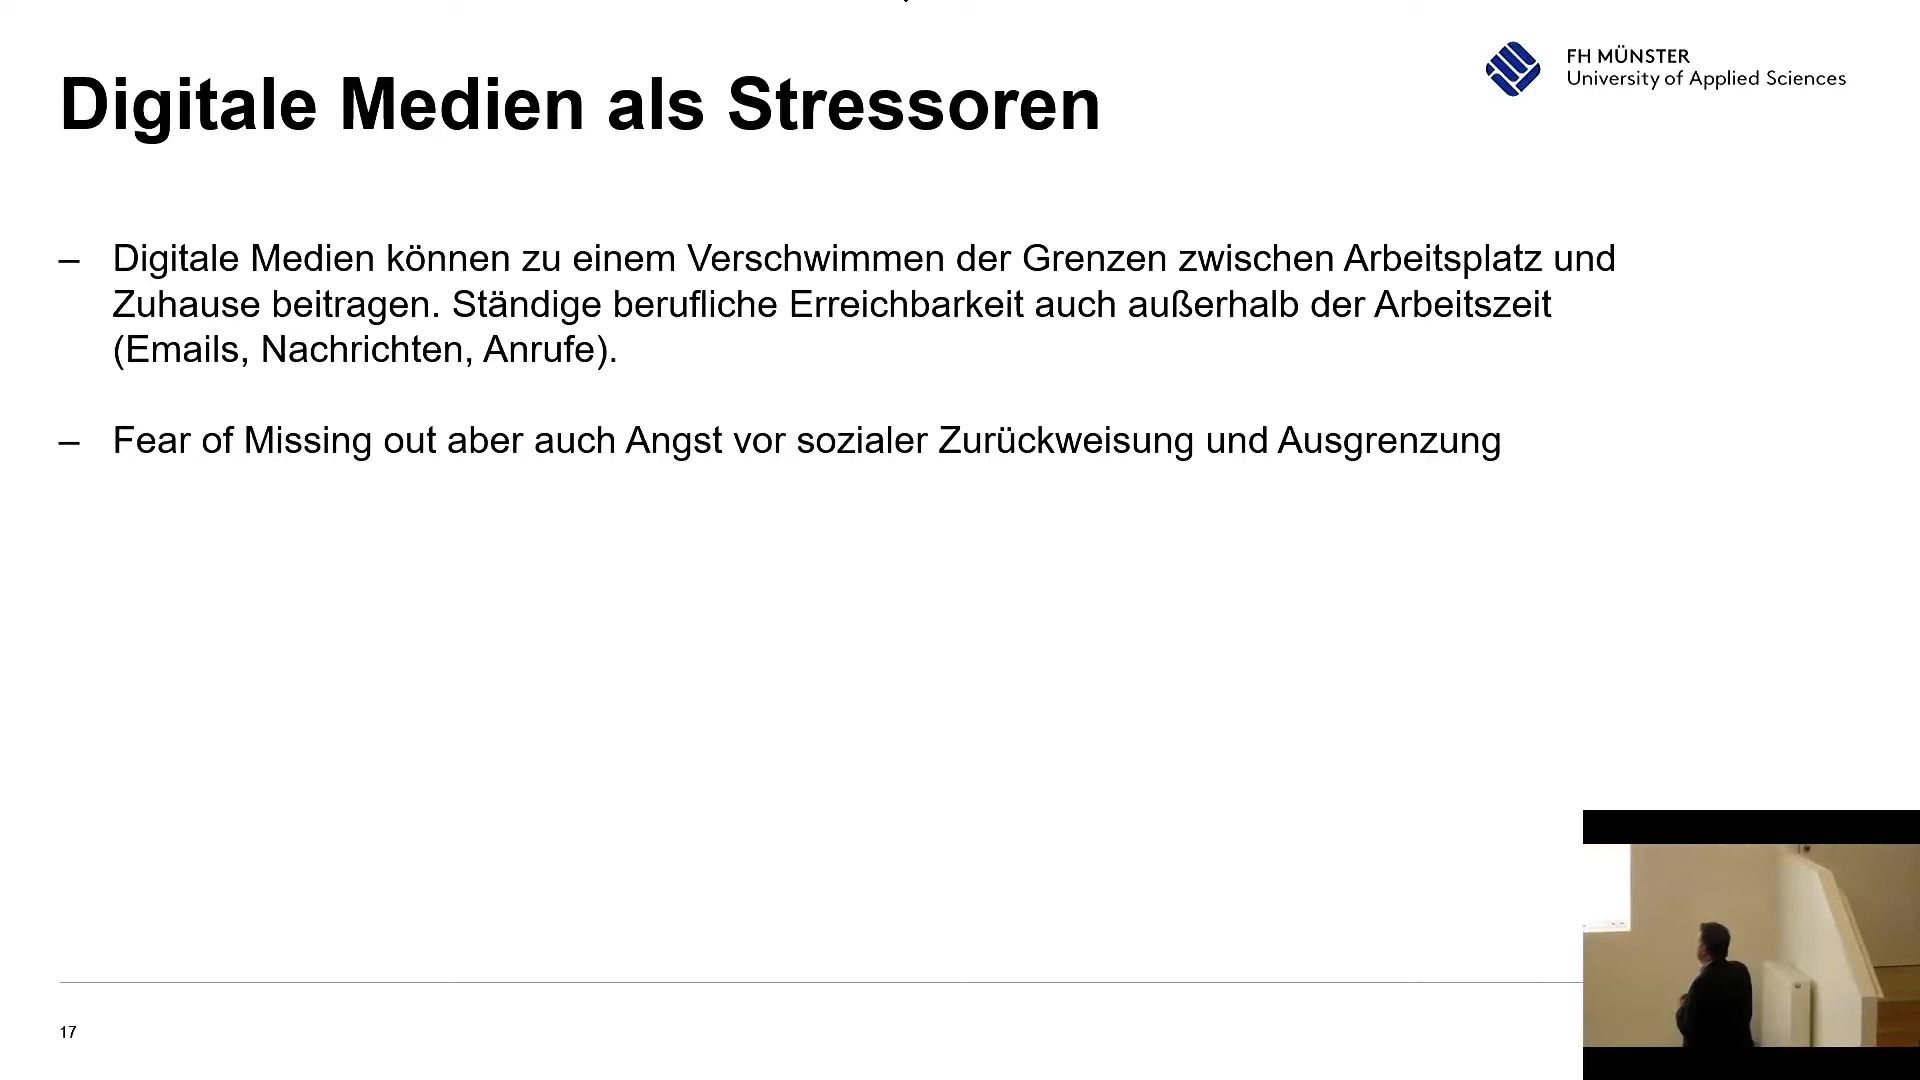 Digitale Medien als Stressoren
FH MÜNSTER
University of Applied Sciences
– Digitale Medien können zu einem Verschwimmen der Grenzen zwischen Arbeitsplatz und
Zuhause beitragen. Ständige berufliche Erreichbarkeit auch außerhalb der Arbeitszeit
(Emails, Nachrichten, Anrufe).
– Fear of Missing out aber auch Angst vor sozialer Zurückweisung und Ausgrenzung
17